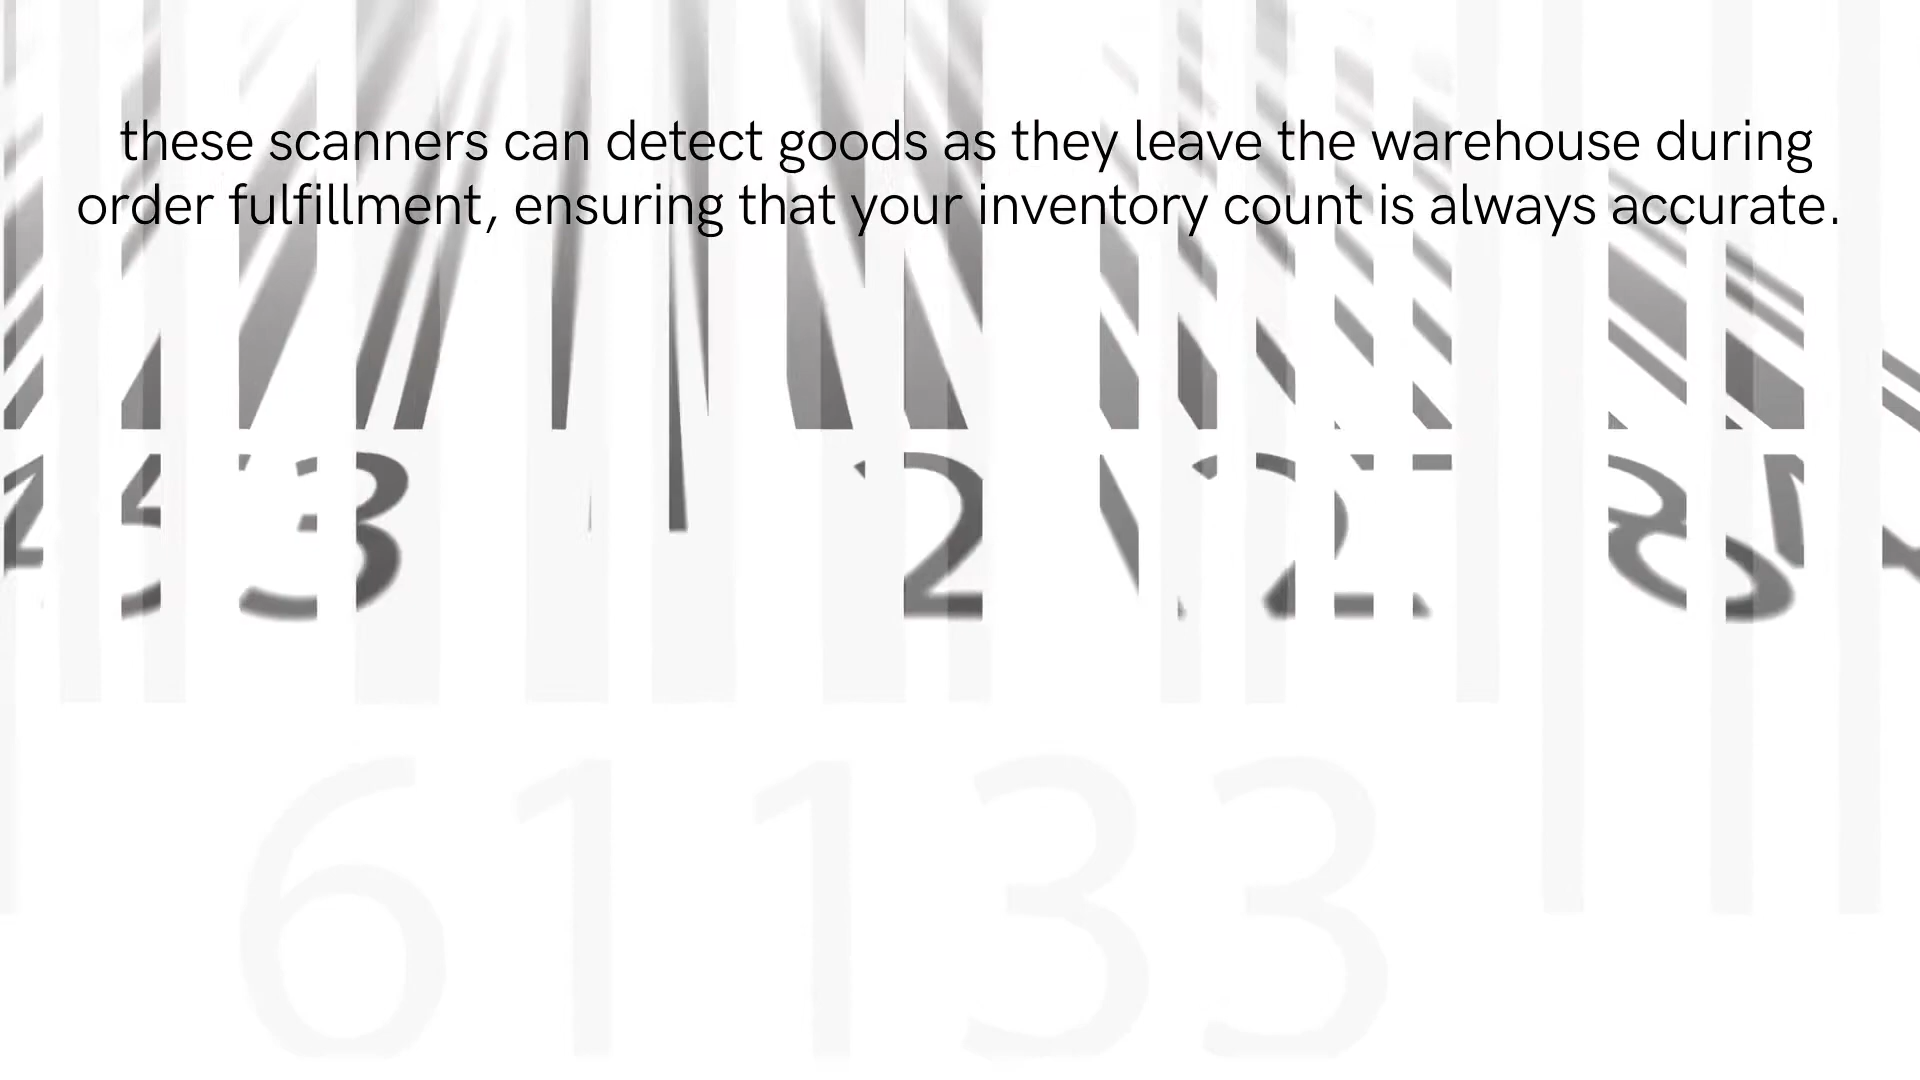 these scanners can detect goods as they leave the warehouse during
order fulfillment, ensuring that your inventory count is always accurate.
61133